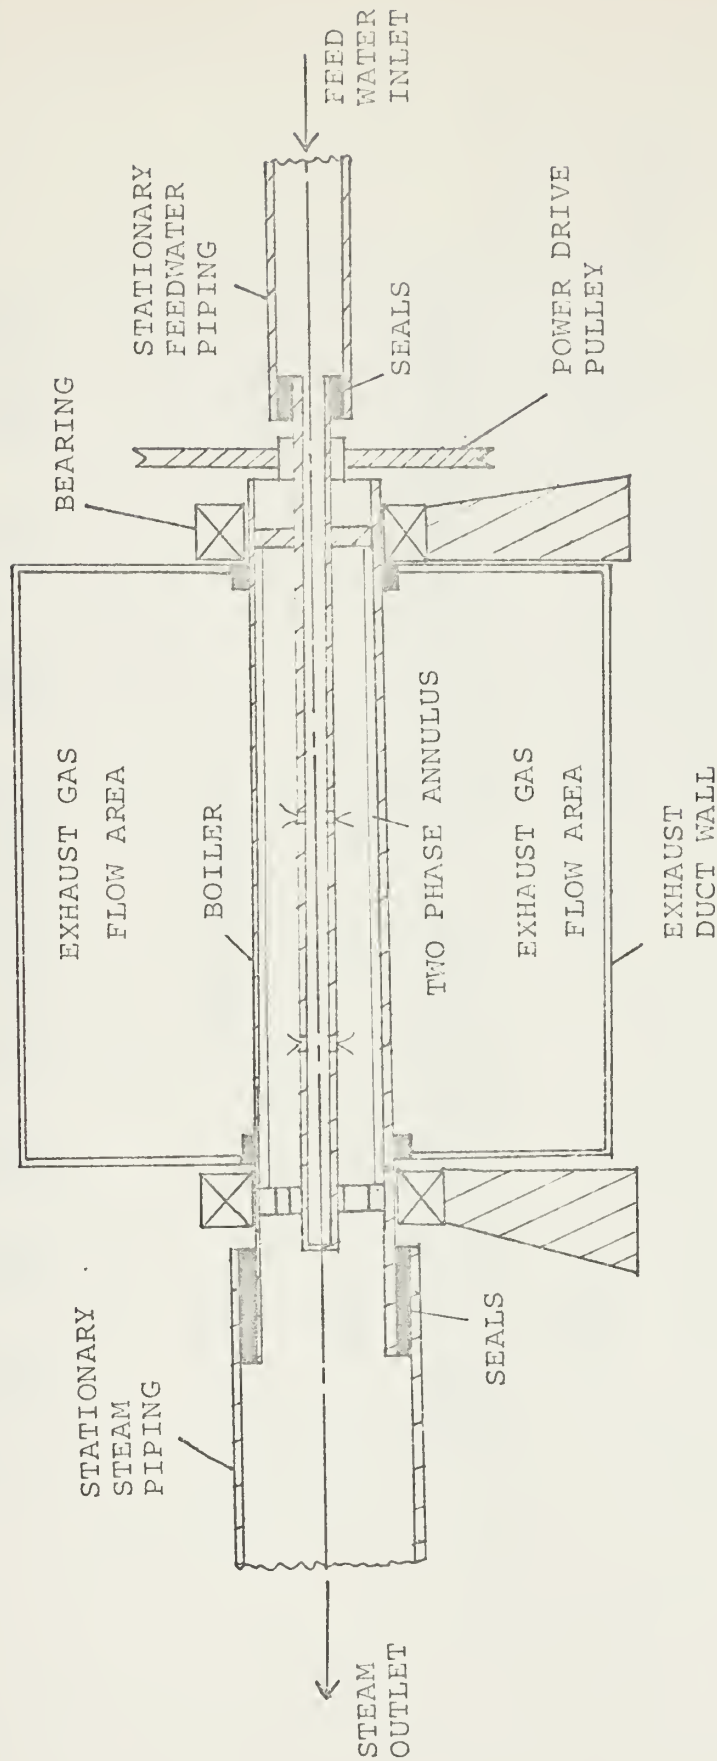 STATIONARY
STEAM
PIPING
EXHAUST GAS
FLOW AREA
BOILER
BEARING
STATIONARY
FEEDWATER
PIPING
FEED
WATER
INLET
STEAM
OUTLET
SEALS
TWO PHASE ANNULUS
EXHAUST GAS
FLOW AREA
EXHAUST
DUCT WALL
SEALS
POWER DRIVE
PULLEY